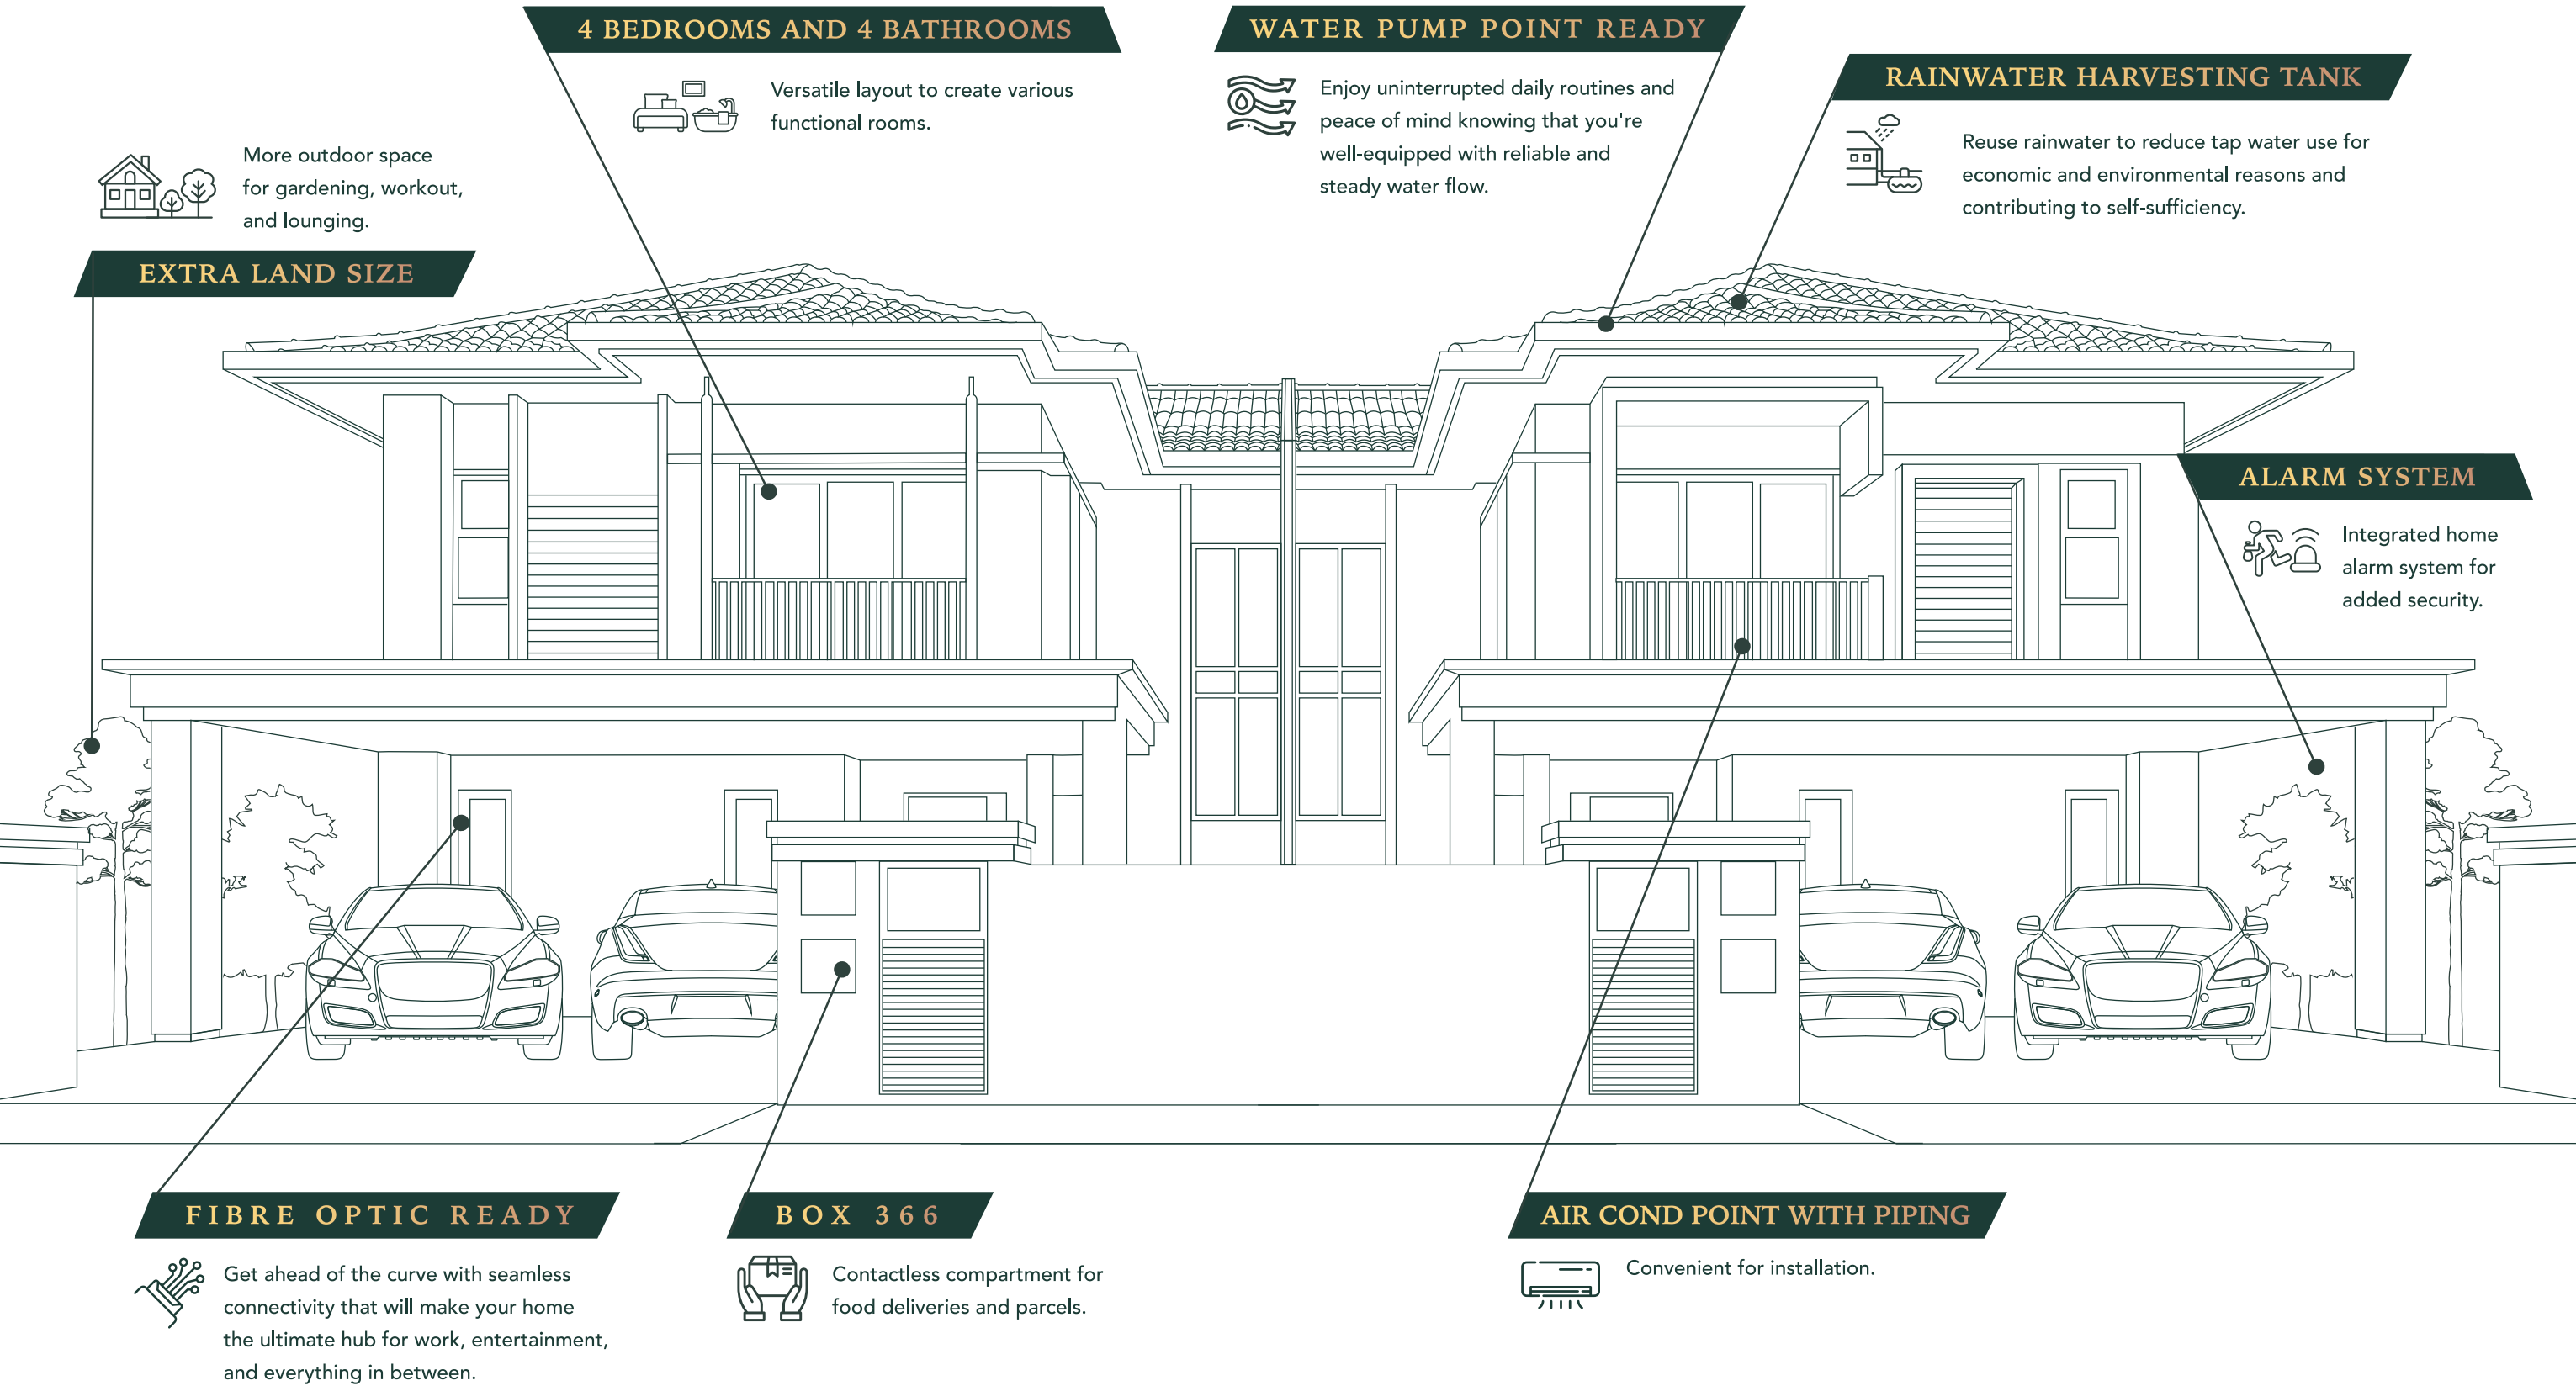 4 BEDROOMS AND 4 BATHROOMS
Versatile layout to create various
functional rooms.
WATER PUMP POINT READY
Enjoy uninterrupted daily routines and
peace of mind knowing that you're
well-equipped with reliable and
steady water flow.
RAINWATER HARVESTING TANK
Reuse rainwater to reduce tap water use for
economic and environmental reasons and
contributing to self-sufficiency.
More outdoor space
for gardening, workout,
and lounging.
EXTRA LAND SIZE
ALARM SYSTEM
Integrated home
alarm system for
added security.
FIBRE OPTIC READY
Get ahead of the curve with seamless
connectivity that will make your home
the ultimate hub for work, entertainment,
and everything in between.
BOX 366
Contactless compartment for
food deliveries and parcels.
AIR COND POINT WITH PIPING
Convenient for installation.